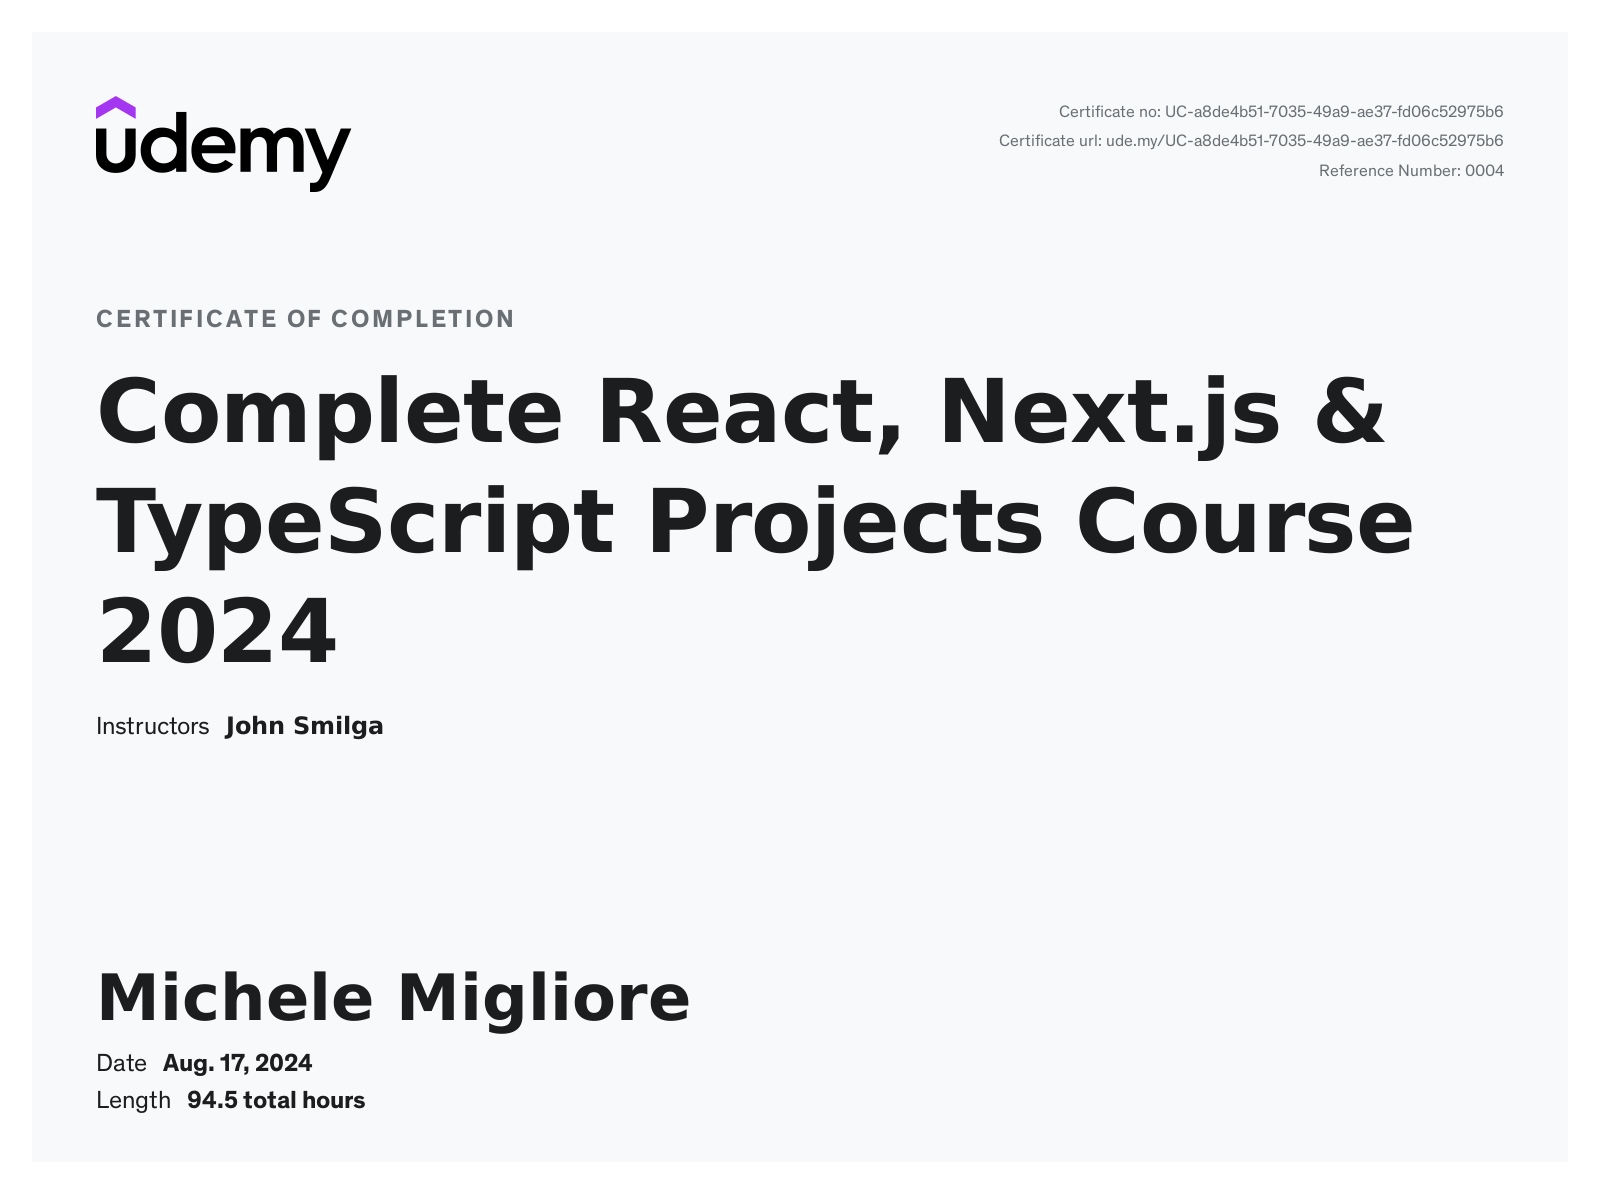 udemy
Certificate no: UC-a8de4b51-7035-49a9-ae37-fd06c52975b6
Certificate url: ude.my/UC-a8de4b51-7035-49a9-ae37-fd06c52975b6
Reference Number: 0004
CERTIFICATE OF COMPLETION
Complete React, Next.js &
TypeScript Projects Course
2024
Instructors John Smilga
Michele Migliore
Date Aug. 17, 2024
Length 94.5 total hours